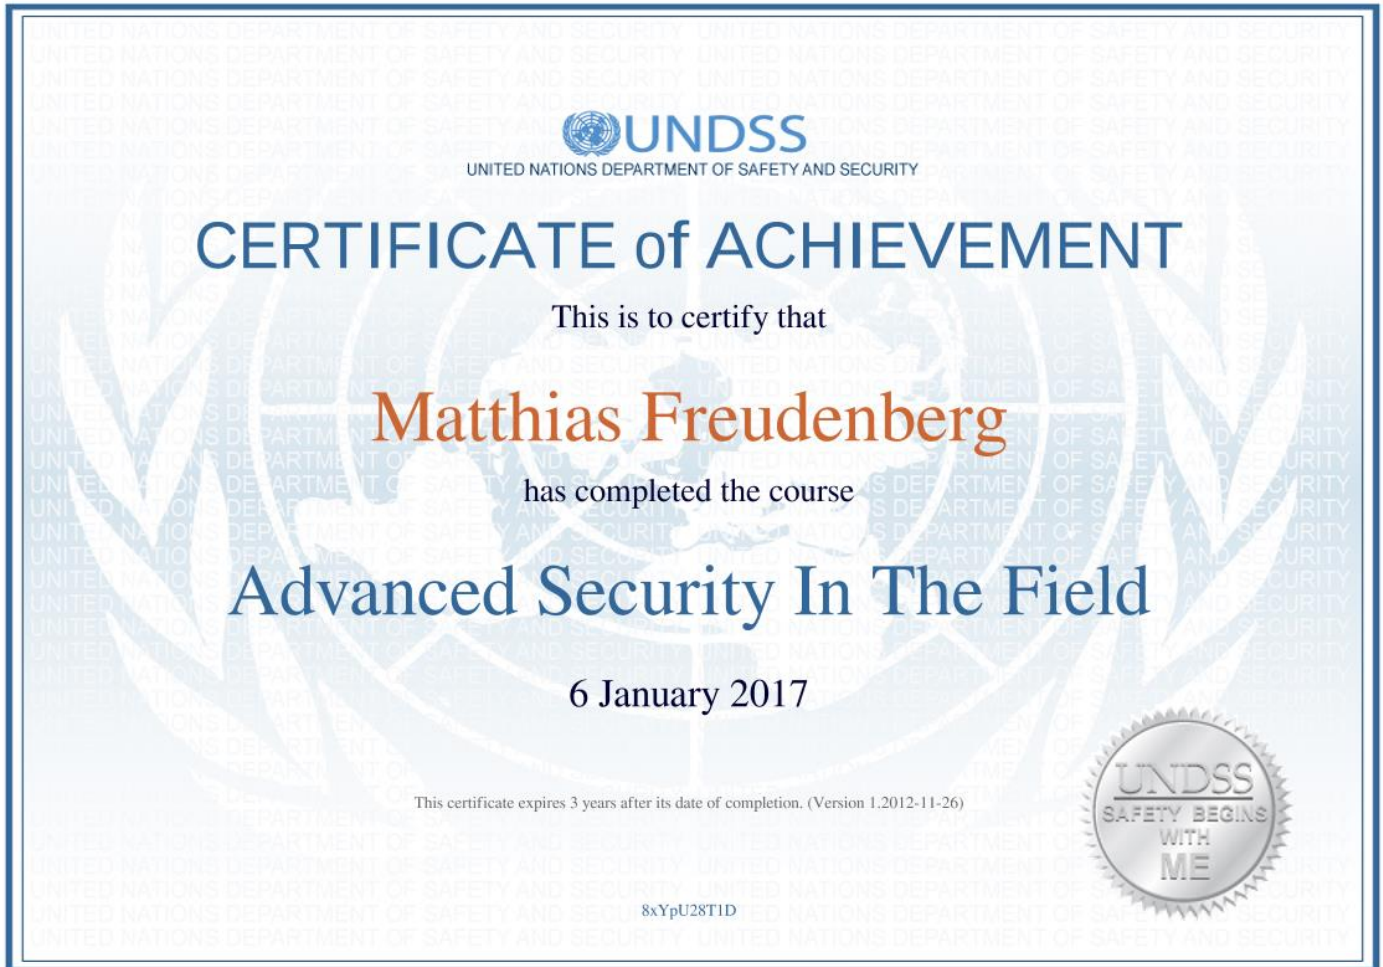 UNDSS
UNITED NATIONS DEPARTMENT OF SAFETY AND SECURITY
CERTIFICATE of ACHIEVEMENT
This is to certify that
Matthias Freudenberg
has completed the course
Advanced Security In The Field
6 January 2017
This certificate expires 3 years after its date of completion. (Version 1.2012-11-26)
UNDSS
SAFETY BEGINS
WITH
ME
8xYpU28T1D